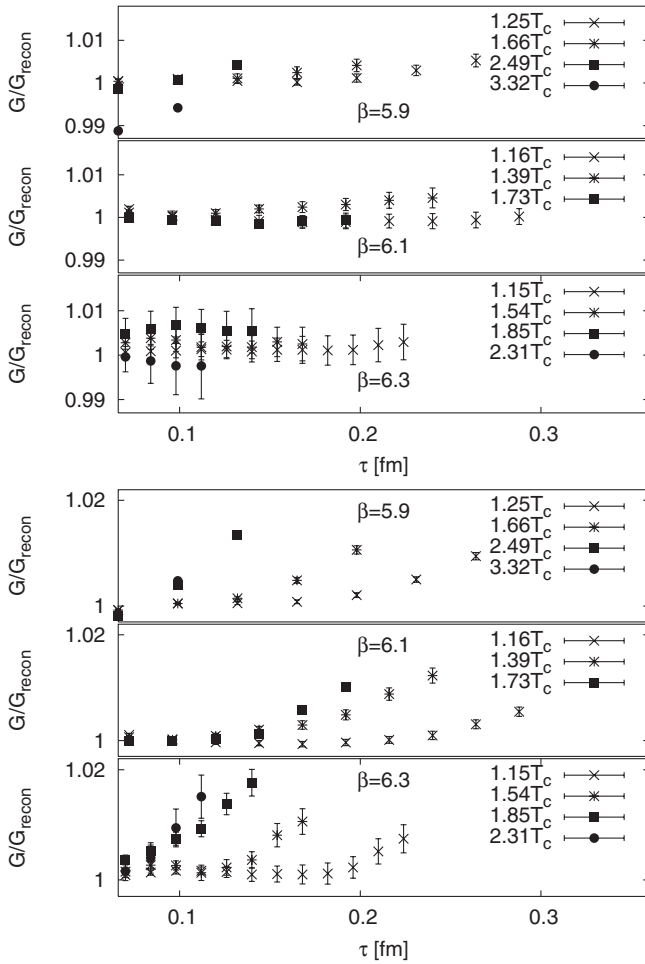 G/G_recon
1.01
1
0.99
β=5.9
1.25T_c
1.66T_c
2.49T_c
3.32T_c
G/G_recon
1.01
1
0.99
β=6.1
1.16T_c
1.39T_c
1.73T_c
G/G_recon
1.01
1
0.99
β=6.3
1.15T_c
1.54T_c
1.85T_c
2.31T_c
0.1 0.2 0.3
τ [fm]
G/G_recon
1.02
1
β=5.9
1.25T_c
1.66T_c
2.49T_c
3.32T_c
G/G_recon
1.02
1
β=6.1
1.16T_c
1.39T_c
1.73T_c
G/G_recon
1.02
1
β=6.3
1.15T_c
1.54T_c
1.85T_c
2.31T_c
0.1 0.2 0.3
τ [fm]